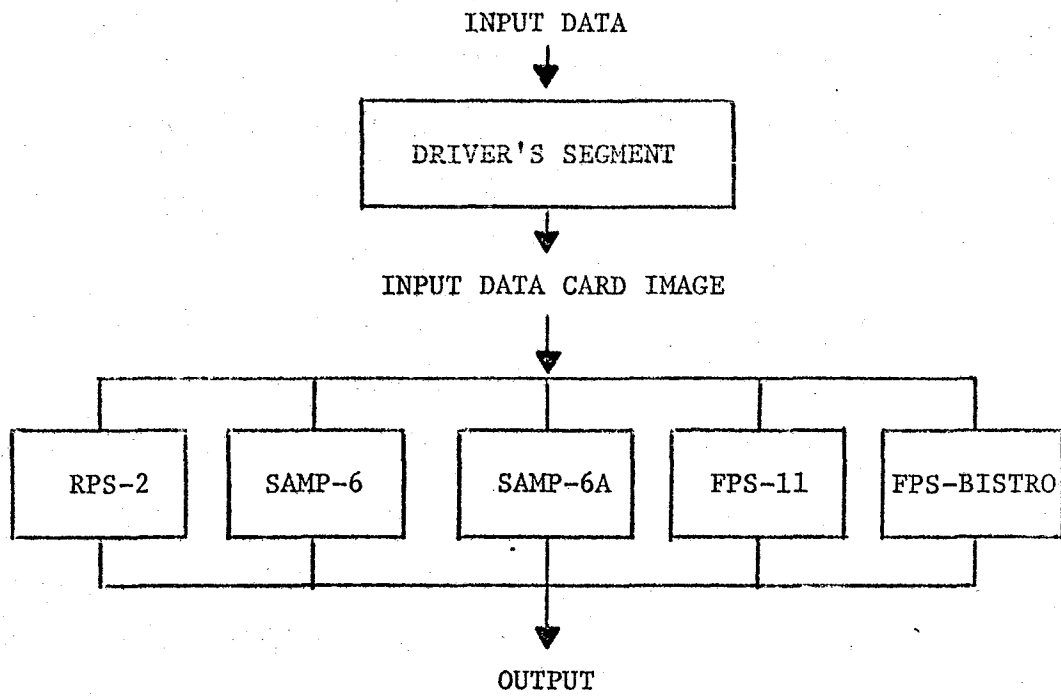 INPUT DATA
DRIVER'S SEGMENT
INPUT DATA CARD IMAGE
RPS-2
SAMP-6
SAMP-6A
FPS-11
FPS-BISTRO
OUTPUT